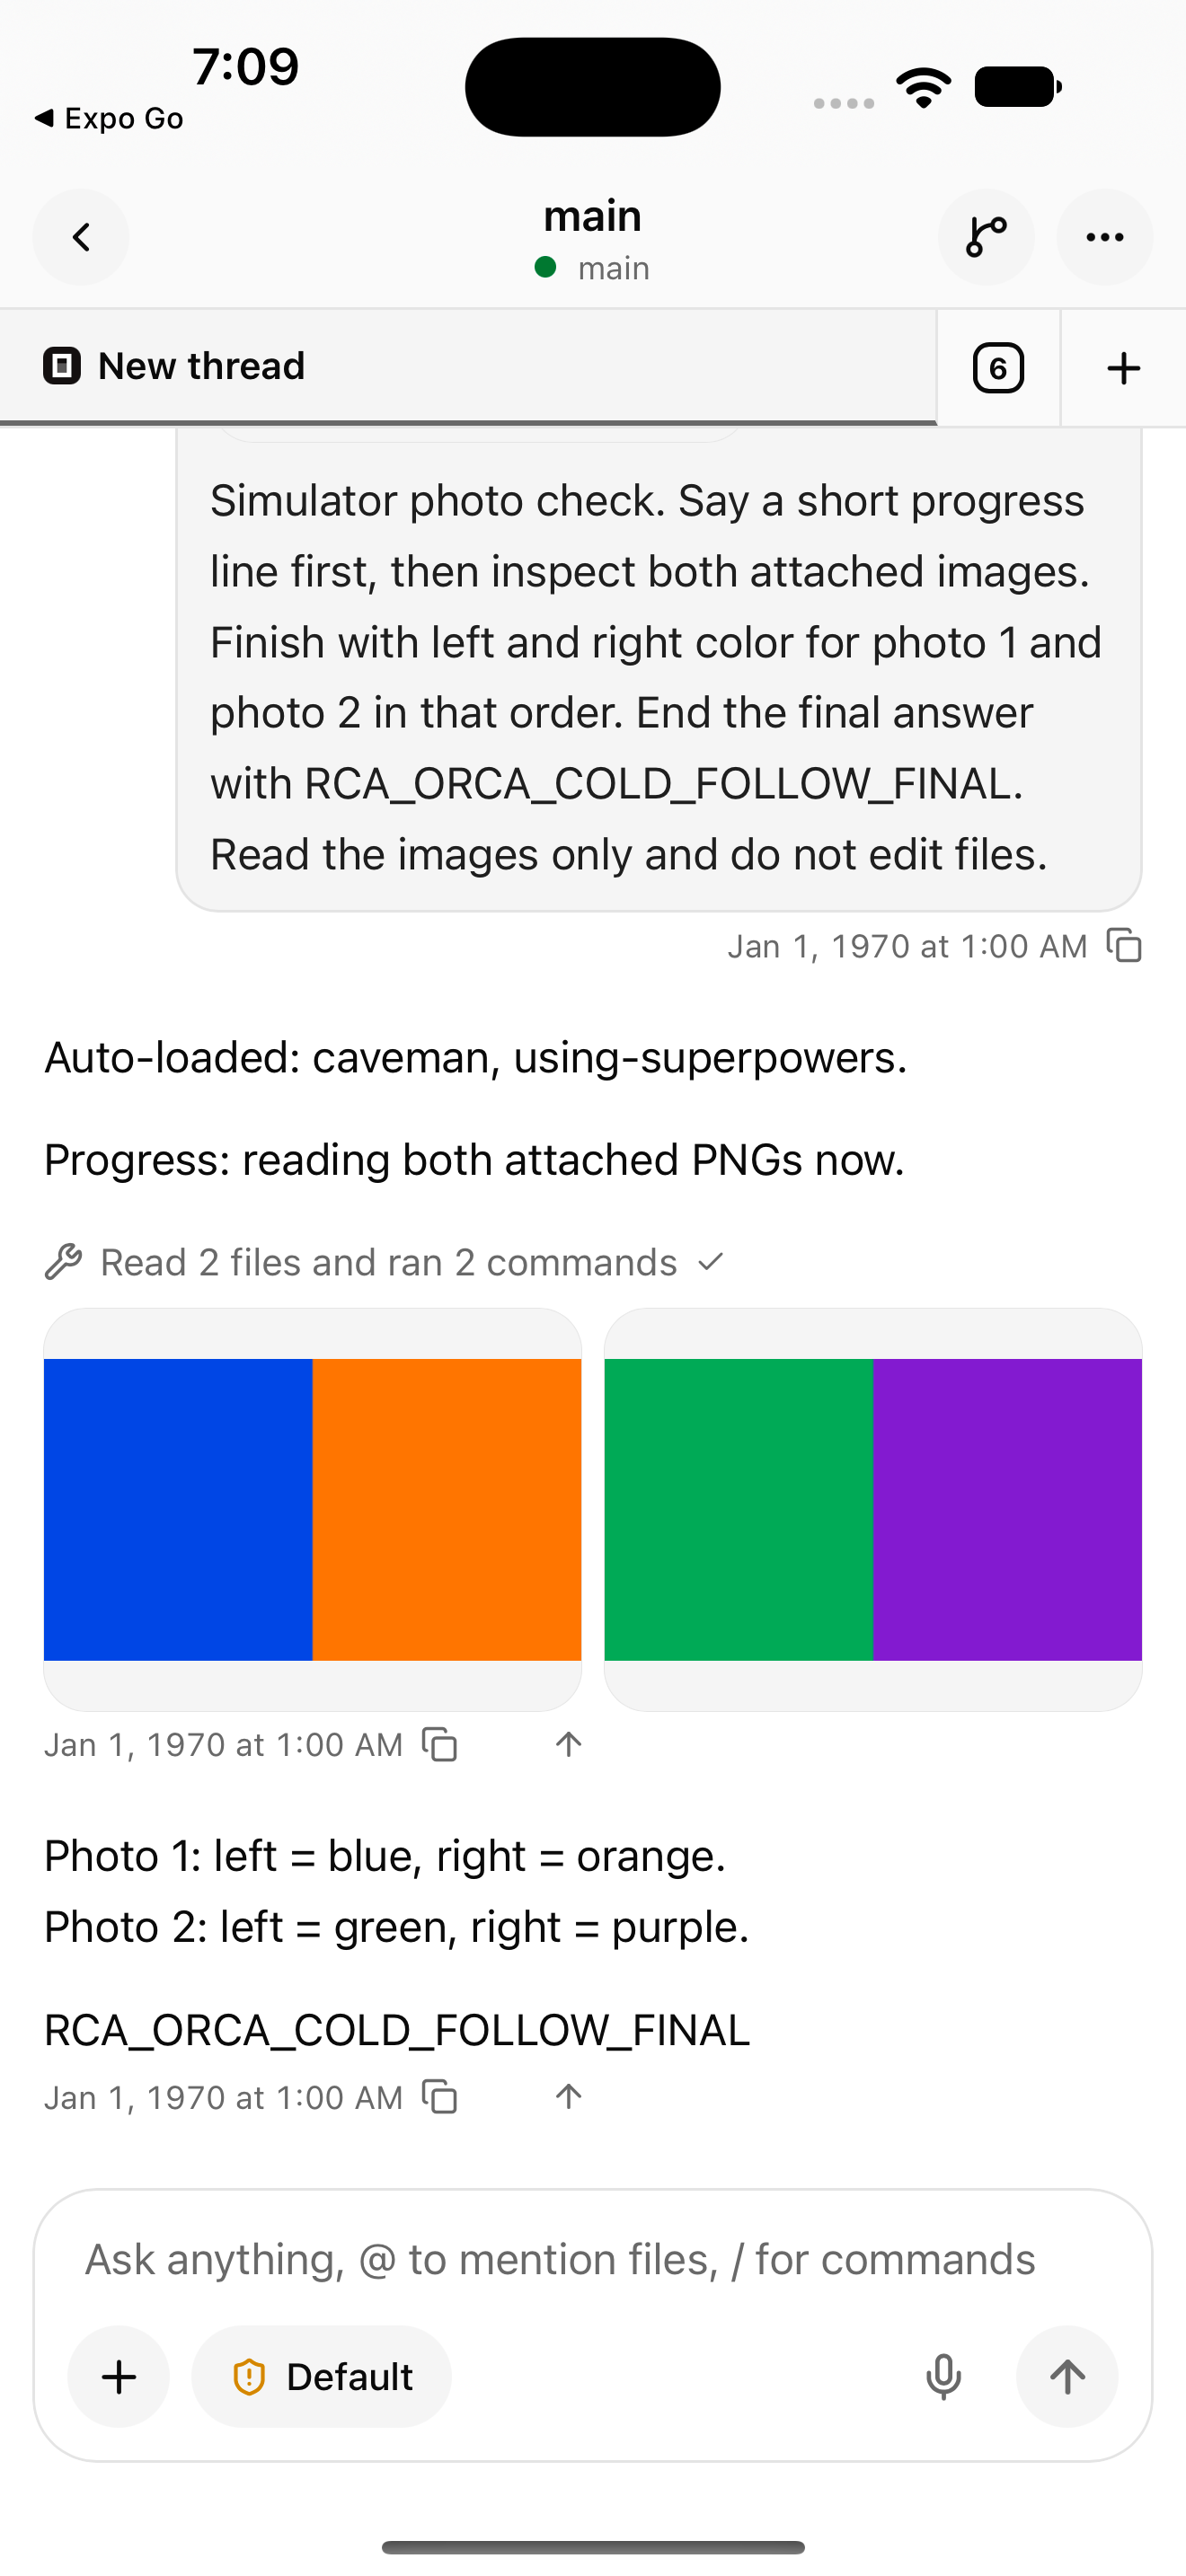 7:09
◀ Expo Go
main
main
New thread
6
Simulator photo check. Say a short progress
line first, then inspect both attached images.
Finish with left and right color for photo 1 and
photo 2 in that order. End the final answer
with RCA_ORCA_COLD_FOLLOW_FINAL.
Read the images only and do not edit files.
Jan 1, 1970 at 1:00 AM
Auto-loaded: caveman, using-superpowers.
Progress: reading both attached PNGs now.
Read 2 files and ran 2 commands
Jan 1, 1970 at 1:00 AM
Photo 1: left = blue, right = orange.
Photo 2: left = green, right = purple.
RCA_ORCA_COLD_FOLLOW_FINAL
Jan 1, 1970 at 1:00 AM
Ask anything, @ to mention files, / for commands
Default